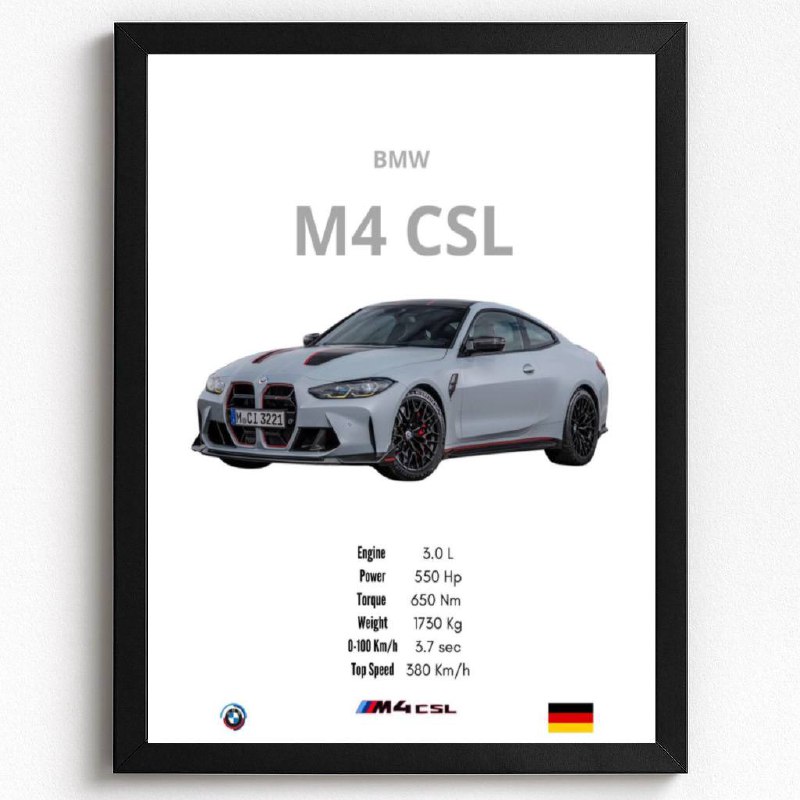 BMW
M4 CSL
M CI 3221
Engine 3.0 L
Power 550 Hp
Torque 650 Nm
Weight 1730 Kg
0-100 Km/h 3.7 sec
Top Speed 380 Km/h
M4 CSL